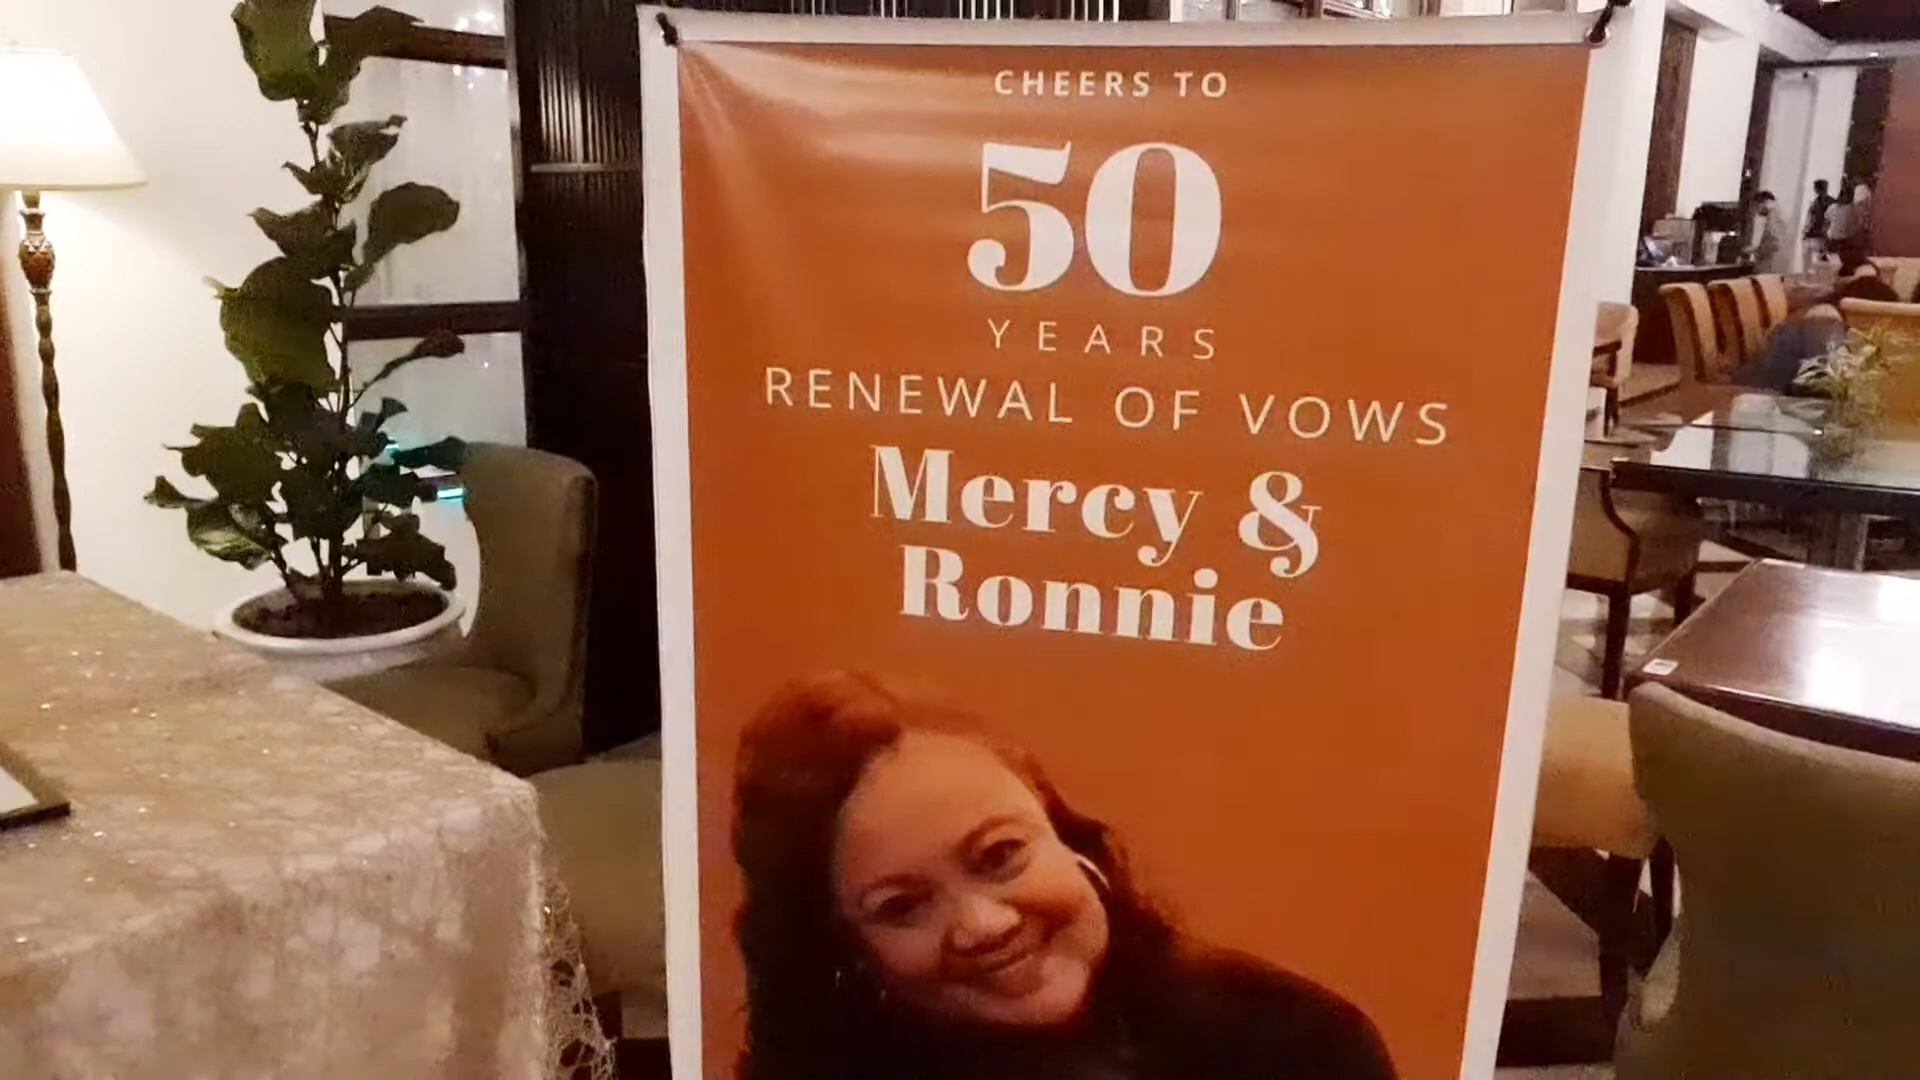 CHEERS TO
50
YEARS
RENEWAL OF VOWS
Mercy &
Ronnie